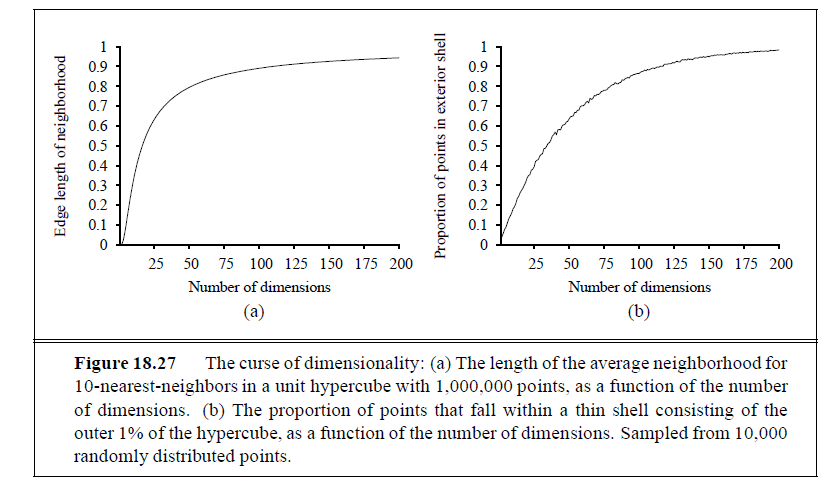 Edge length of neighborhood
1
0.9
0.8
0.7
0.6
0.5
0.4
0.3
0.2
0.1
0
25 50 75 100 125 150 175 200
Number of dimensions
(a)
Proportion of points in exterior shell
1
0.9
0.8
0.7
0.6
0.5
0.4
0.3
0.2
0.1
0
25 50 75 100 125 150 175 200
Number of dimensions
(b)
Figure 18.27 The curse of dimensionality: (a) The length of the average neighborhood for
10-nearest-neighbors in a unit hypercube with 1,000,000 points, as a function of the number
of dimensions. (b) The proportion of points that fall within a thin shell consisting of the
outer 1% of the hypercube, as a function of the number of dimensions. Sampled from 10,000
randomly distributed points.